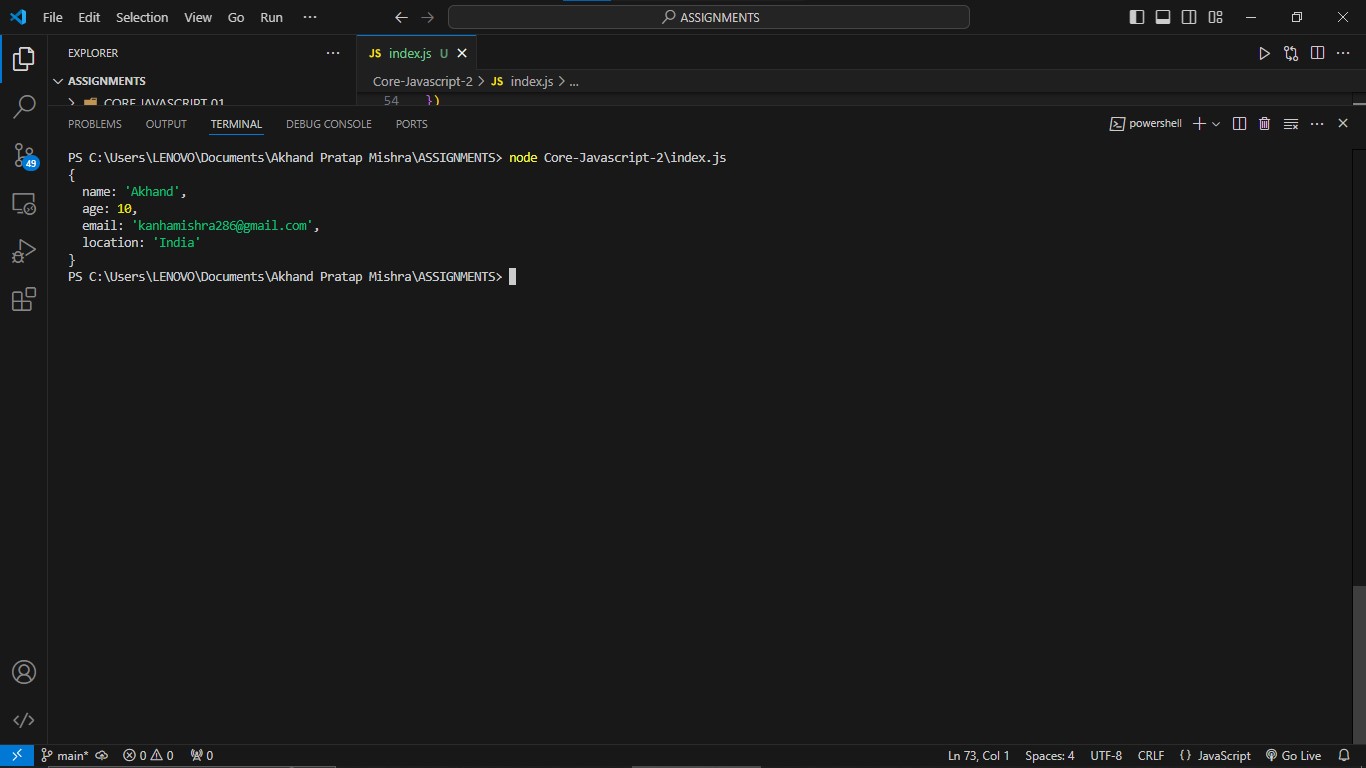 File Edit Selection View Go Run ··· ASSIGNMENTS
EXPLORER ···
JS index.js U
ASSIGNMENTS
Core-Javascript-2 > JS index.js > ...
CORE JAVASCRIPT 01
54 })
PROBLEMS OUTPUT TERMINAL DEBUG CONSOLE PORTS powershell
PS C:\Users\LENOVO\Documents\Akhand Pratap Mishra\ASSIGNMENTS> node Core-Javascript-2\index.js
{
name: 'Akhand',
age: 10,
email: 'kanhamishra286@gmail.com',
location: 'India'
}
PS C:\Users\LENOVO\Documents\Akhand Pratap Mishra\ASSIGNMENTS>
49
main* 0 0 0 Ln 73, Col 1 Spaces: 4 UTF-8 CRLF {} JavaScript Go Live